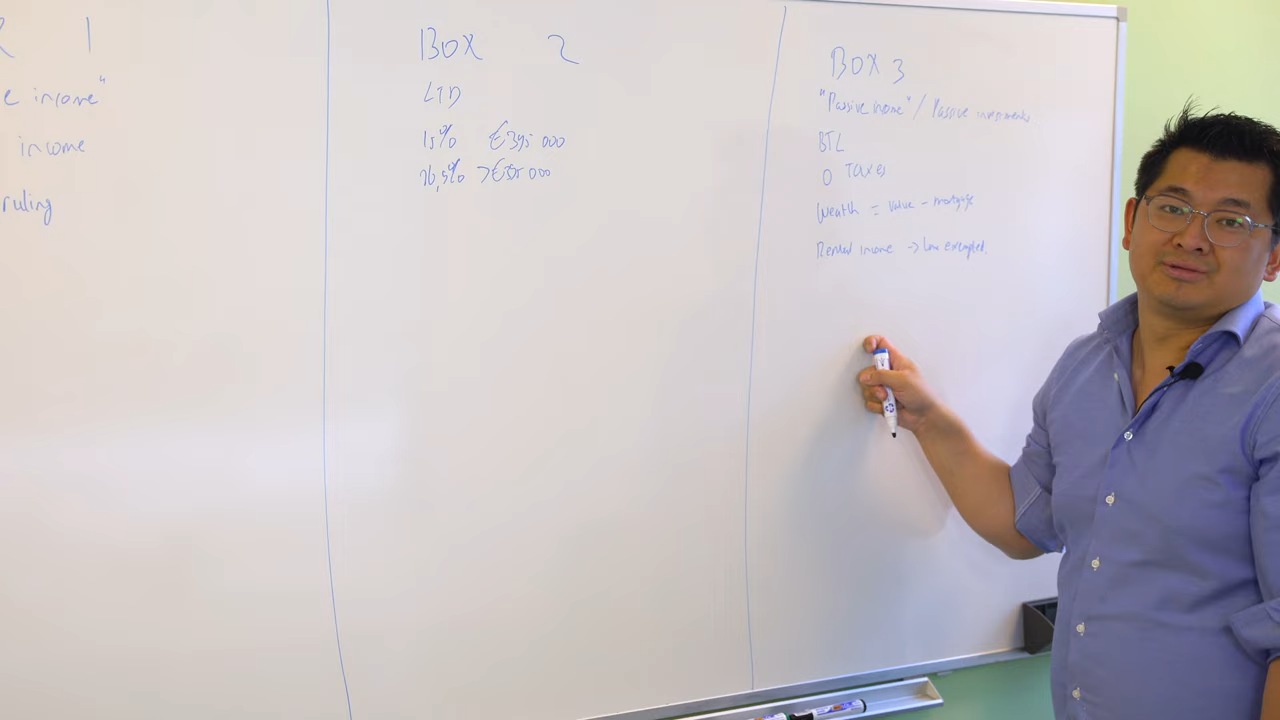 1
e income"
income
ruling
BOX 2
LTD
15% €395 000
26,5% >€395 000
BOX 3
"Passive income" / Passive investments
BTL
0 Taxes
Wealth = value - mortgage
Rental income -> exempted.